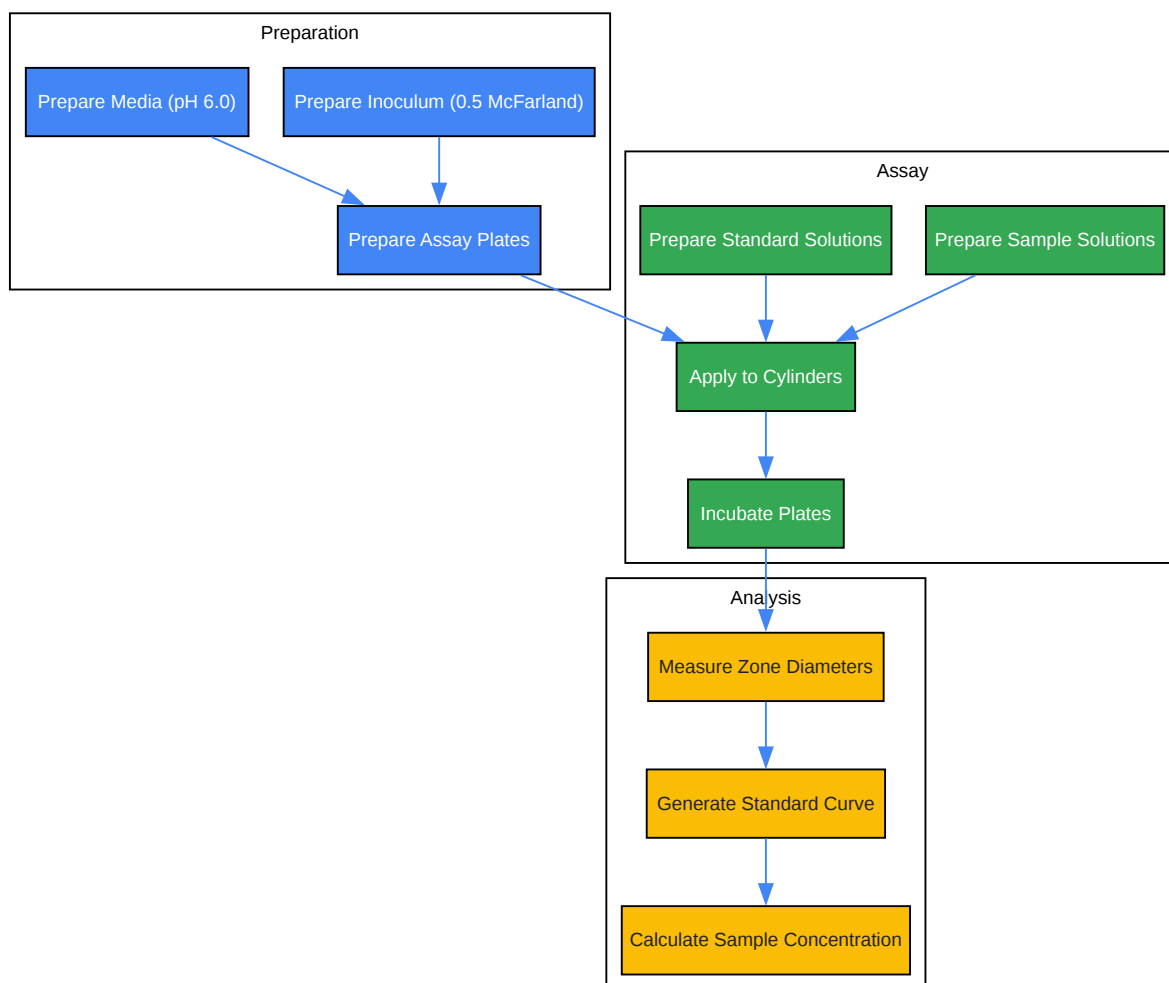 Preparation
Prepare Media (pH 6.0)
Prepare Inoculum (0.5 McFarland)
Prepare Assay Plates
Assay
Prepare Standard Solutions
Prepare Sample Solutions
Apply to Cylinders
Incubate Plates
Analysis
Measure Zone Diameters
Generate Standard Curve
Calculate Sample Concentration